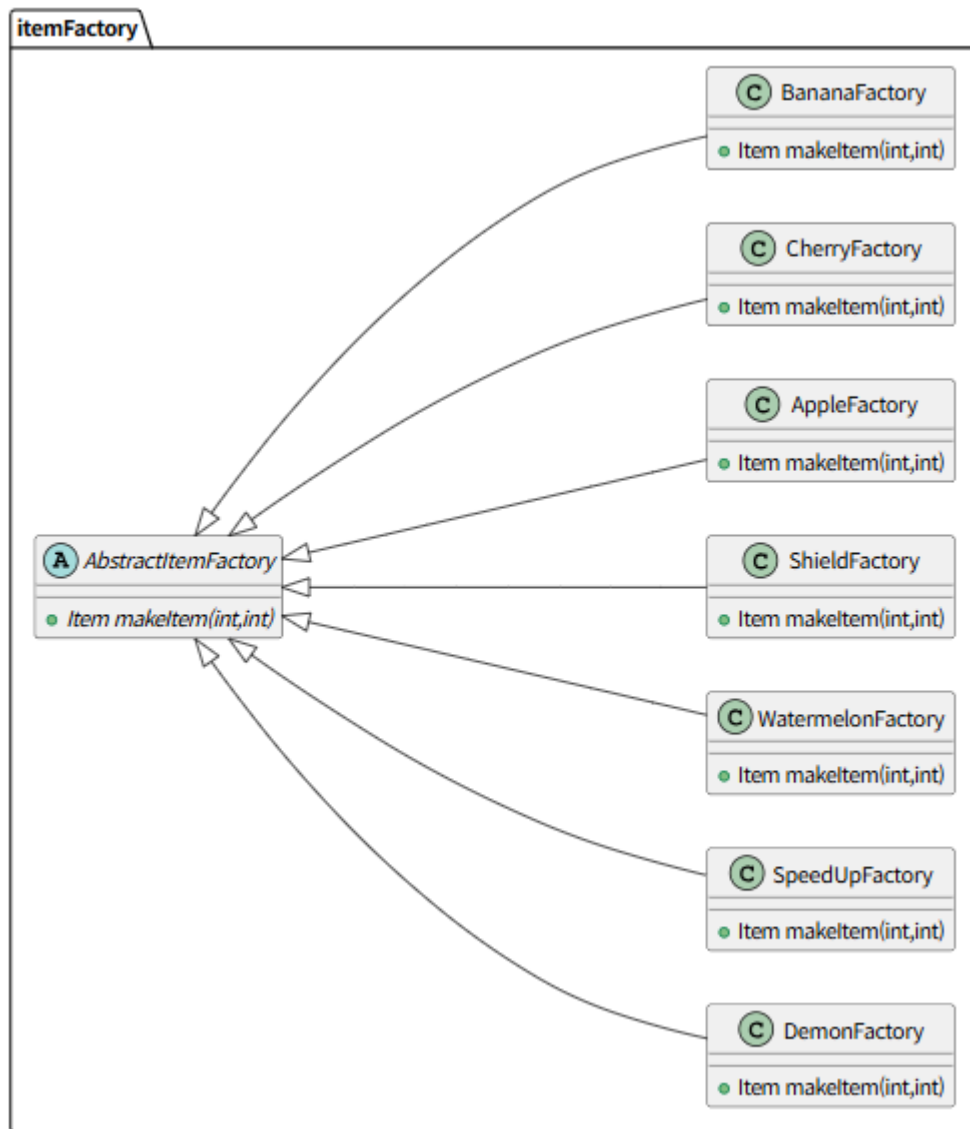 itemFactory
C BananaFactory
Item makeItem(int,int)
C CherryFactory
Item makeItem(int,int)
C AppleFactory
Item makeItem(int,int)
A AbstractItemFactory
Item makeItem(int,int)
C ShieldFactory
Item makeItem(int,int)
C WatermelonFactory
Item makeItem(int,int)
C SpeedUpFactory
Item makeItem(int,int)
C DemonFactory
Item makeItem(int,int)